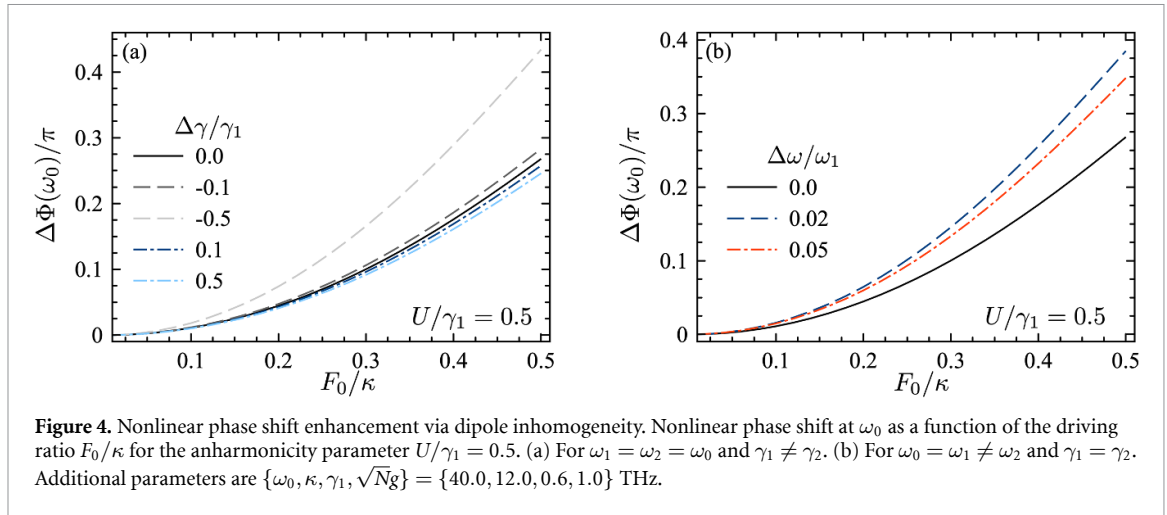 (a)
ΔΦ(ω₀)/π
0.4
0.3
0.2
0.1
0
Δγ/γ₁
0.0
-0.1
-0.5
0.1
0.5
U/γ₁ = 0.5
0.1 0.2 0.3 0.4 0.5
F₀/κ
(b)
ΔΦ(ω₀)/π
0.4
0.3
0.2
0.1
0
Δω/ω₁
0.0
0.02
0.05
U/γ₁ = 0.5
0.1 0.2 0.3 0.4 0.5
F₀/κ
Figure 4. Nonlinear phase shift enhancement via dipole inhomogeneity. Nonlinear phase shift at ω₀ as a function of the driving
ratio F₀/κ for the anharmonicity parameter U/γ₁ = 0.5. (a) For ω₁ = ω₂ = ω₀ and γ₁ ≠ γ₂. (b) For ω₀ = ω₁ ≠ ω₂ and γ₁ = γ₂.
Additional parameters are {ω₀, κ, γ₁, √Ng} = {40.0, 12.0, 0.6, 1.0} THz.